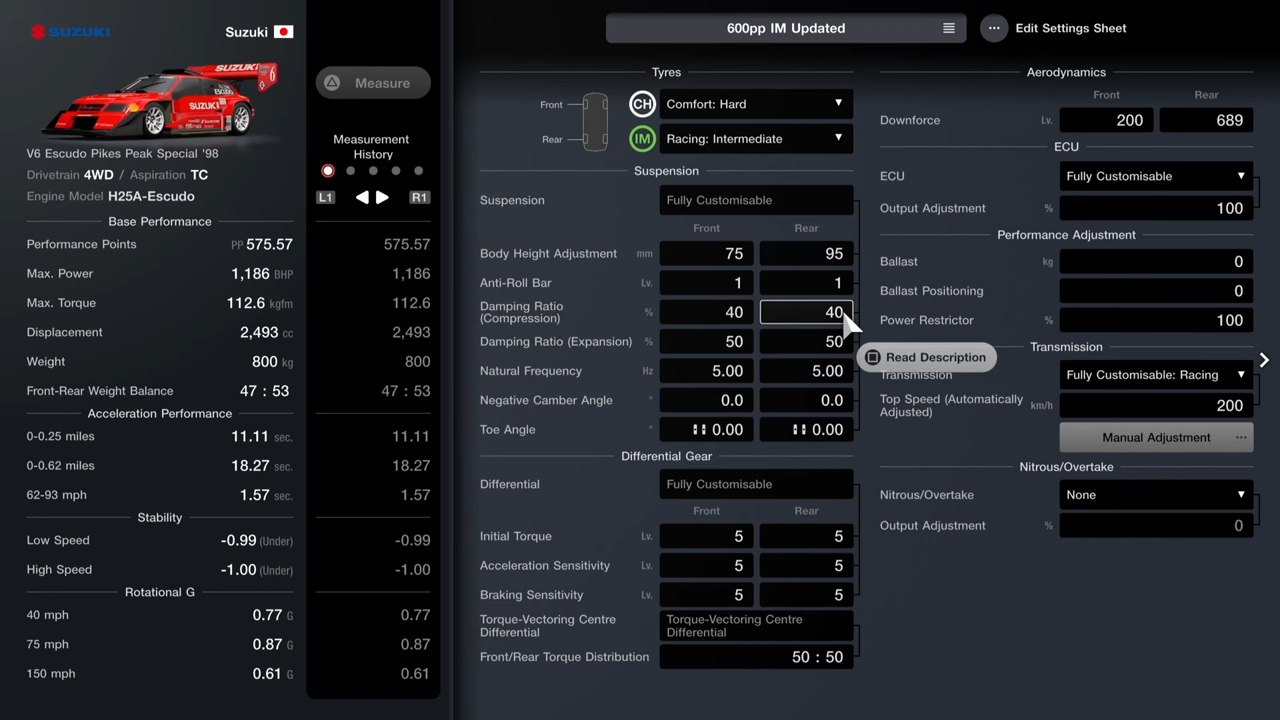 SUZUKI
Suzuki
SUZUKI
6
SUZUKI
ESCUDO
V6 Escudo Pikes Peak Special '98
Drivetrain 4WD / Aspiration TC
Engine Model H25A-Escudo
Base Performance
Performance Points PP 575.57
Max. Power 1,186 BHP
Max. Torque 112.6 kgfm
Displacement 2,493 cc
Weight 800 kg
Front-Rear Weight Balance 47 : 53
Acceleration Performance
0-0.25 miles 11.11 sec.
0-0.62 miles 18.27 sec.
62-93 mph 1.57 sec.
Stability
Low Speed -0.99 (Under)
High Speed -1.00 (Under)
Rotational G
40 mph 0.77 G
75 mph 0.87 G
150 mph 0.61 G
Measure
Measurement
History
L1 R1
575.57
1,186
112.6
2,493
800
47 : 53
11.11
18.27
1.57
-0.99
-1.00
0.77
0.87
0.61
600pp IM Updated
Edit Settings Sheet
Tyres
Front CH Comfort: Hard
Rear IM Racing: Intermediate
Suspension
Suspension Fully Customisable
Front Rear
Body Height Adjustment mm 75 95
Anti-Roll Bar Lv. 1 1
Damping Ratio
(Compression) % 40 40
Damping Ratio (Expansion) % 50 50
Natural Frequency Hz 5.00 5.00
Negative Camber Angle ° 0.0 0.0
Toe Angle ° 0.00 0.00
Differential Gear
Differential Fully Customisable
Front Rear
Initial Torque Lv. 5 5
Acceleration Sensitivity Lv. 5 5
Braking Sensitivity Lv. 5 5
Torque-Vectoring Centre
Differential
Torque-Vectoring Centre
Differential
Front/Rear Torque Distribution 50 : 50
Aerodynamics
Front Rear
Downforce Lv. 200 689
ECU
ECU Fully Customisable
Output Adjustment % 100
Performance Adjustment
Ballast kg 0
Ballast Positioning 0
Power Restrictor % 100
Transmission
Read Description
Transmission Fully Customisable: Racing
Top Speed (Automatically
Adjusted) km/h 200
Manual Adjustment
Nitrous/Overtake
Nitrous/Overtake None
Output Adjustment % 0